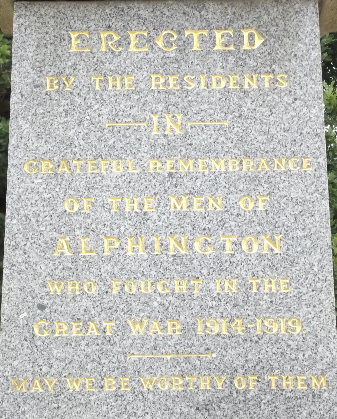 ERECTED
BY THE RESIDENTS
IN
GRATEFUL REMEMBRANCE
OF THE MEN OF
ALPHINGTON
WHO FOUGHT IN THE
GREAT WAR 1914-1919.
MAY WE BE WORTHY OF THEM